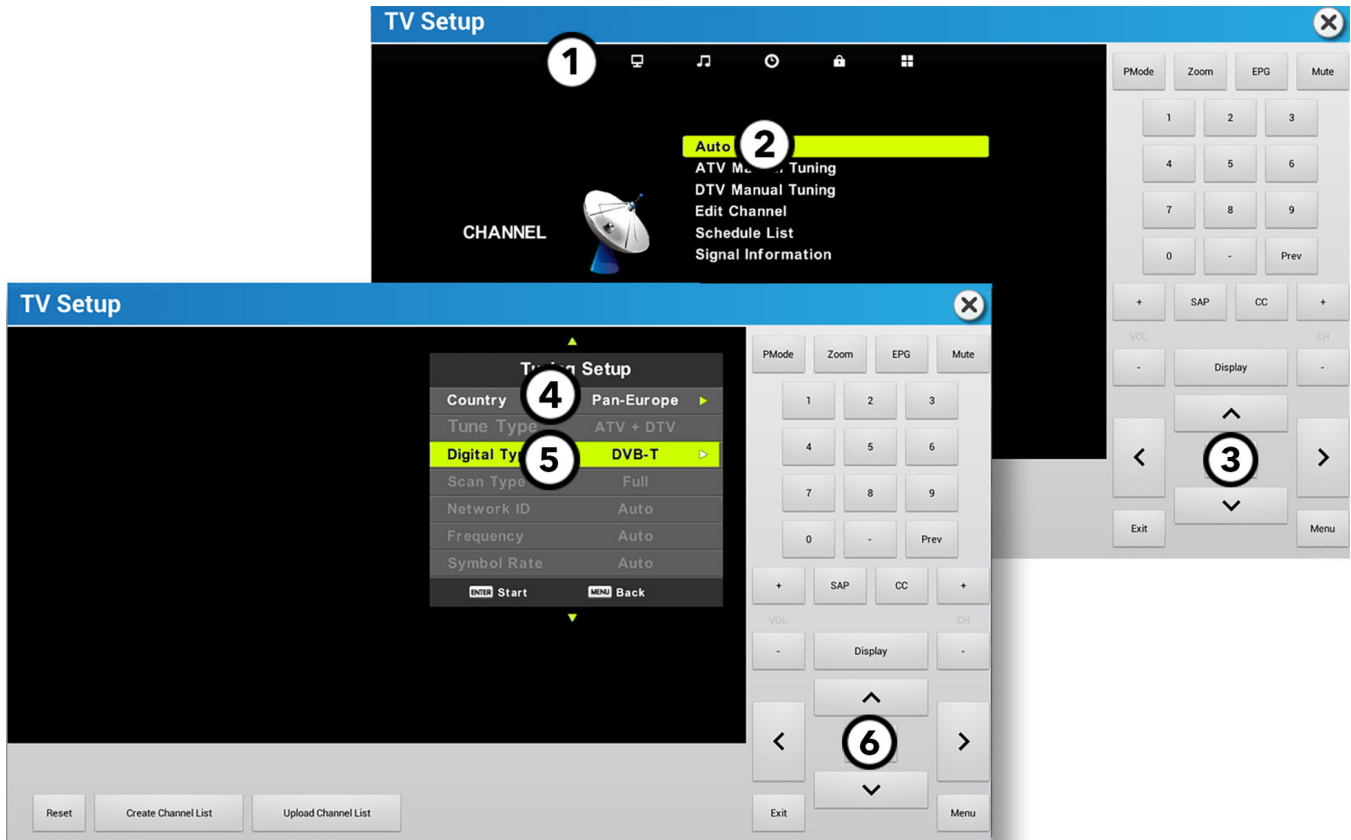 TV Setup
1
PMode Zoom EPG Mute
1 2 3
2
Auto
ATV Tuning
4 5 6
DTV Manual Tuning
Edit Channel
7 8 9
CHANNEL
Schedule List
Signal Information
0 - Prev
+ SAP CC +
VOL CH
- Display -
3
Exit Menu
TV Setup
PMode Zoom EPG Mute
Setup
4
Country Pan-Europe
1 2 3
Tune Type ATV + DTV
5
Digital DVB-T
4 5 6
Scan Type Full
7 8 9
Network ID Auto
Frequency Auto
0 - Prev
Symbol Rate Auto
ENTER Start MENU Back
+ SAP CC +
VOL CH
- Display -
6
Reset Create Channel List Upload Channel List
Exit Menu